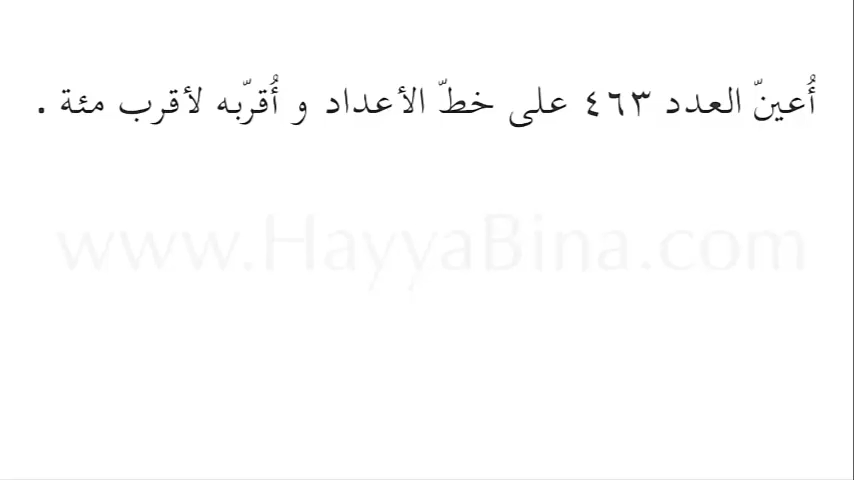 أُعينّ العدد ٤٦٣ على خطّ الأعداد و أُقرّبه لأقرب مئة .
www.HayyaBina.com